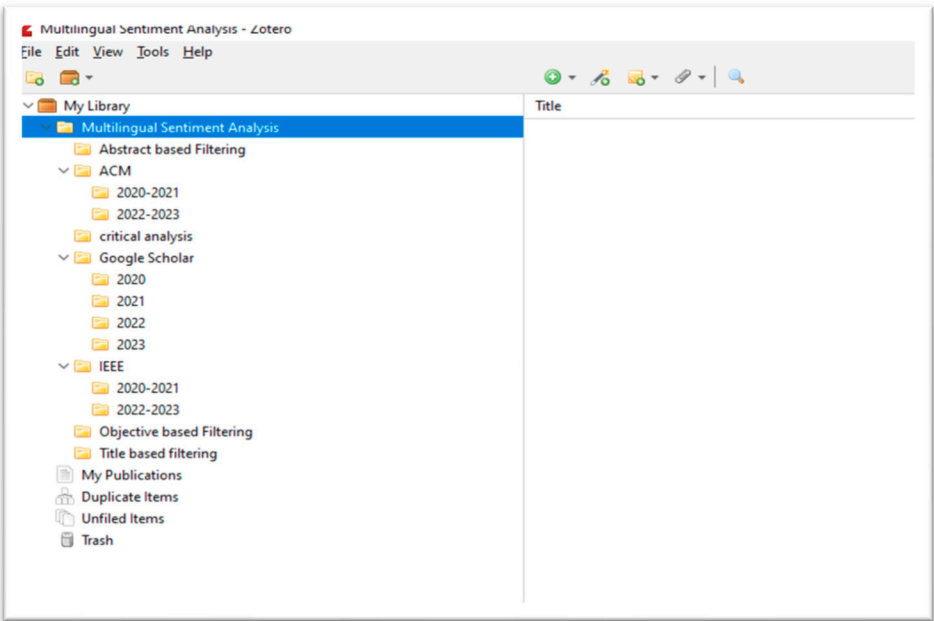 Multilingual Sentiment Analysis - Zotero
File Edit View Tools Help
My Library
Title
Multilingual Sentiment Analysis
Abstract based Filtering
ACM
2020-2021
2022-2023
critical analysis
Google Scholar
2020
2021
2022
2023
IEEE
2020-2021
2022-2023
Objective based Filtering
Title based filtering
My Publications
Duplicate Items
Unfiled Items
Trash